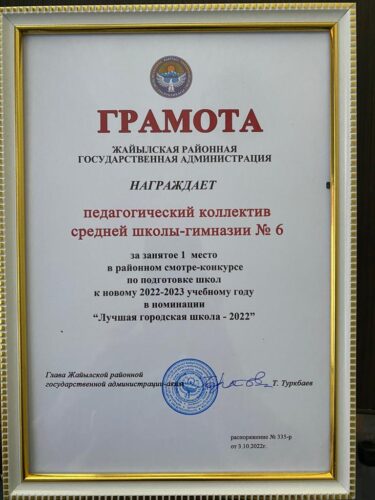 ГРАМОТА
ЖАЙЫЛСКАЯ РАЙОННАЯ
ГОСУДАРСТВЕННАЯ АДМИНИСТРАЦИЯ
НАГРАЖДАЕТ
педагогический коллектив
средней школы-гимназии № 6
за занятое 1 место
в районном смотре-конкурсе
по подготовке школ
к новому 2022-2023 учебному году
в номинации
“Лучшая городская школа - 2022”
Глава Жайылской районной
государственной администрации-аким Т. Туркбаев
распоряжение № 335-р
от 3.10.2022г.